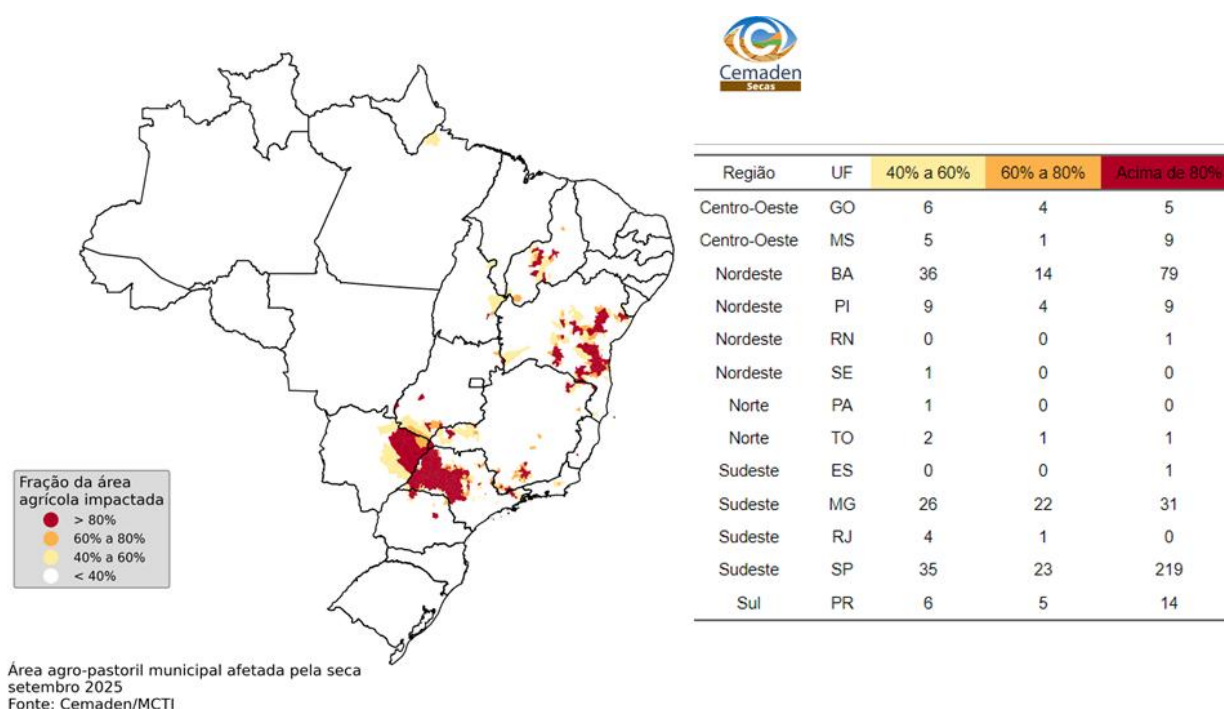 Cemaden
Secas
Região UF 40% a 60% 60% a 80% Acima de 80%
Centro-Oeste GO 6 4 5
Centro-Oeste MS 5 1 9
Nordeste BA 36 14 79
Nordeste PI 9 4 9
Nordeste RN 0 0 1
Nordeste SE 1 0 0
Norte PA 1 0 0
Norte TO 2 1 1
Sudeste ES 0 0 1
Sudeste MG 26 22 31
Sudeste RJ 4 1 0
Sudeste SP 35 23 219
Sul PR 6 5 14
Fração da área
agrícola impactada
> 80%
60% a 80%
40% a 60%
< 40%
Área agro-pastoril municipal afetada pela seca
setembro 2025
Fonte: Cemaden/MCTI